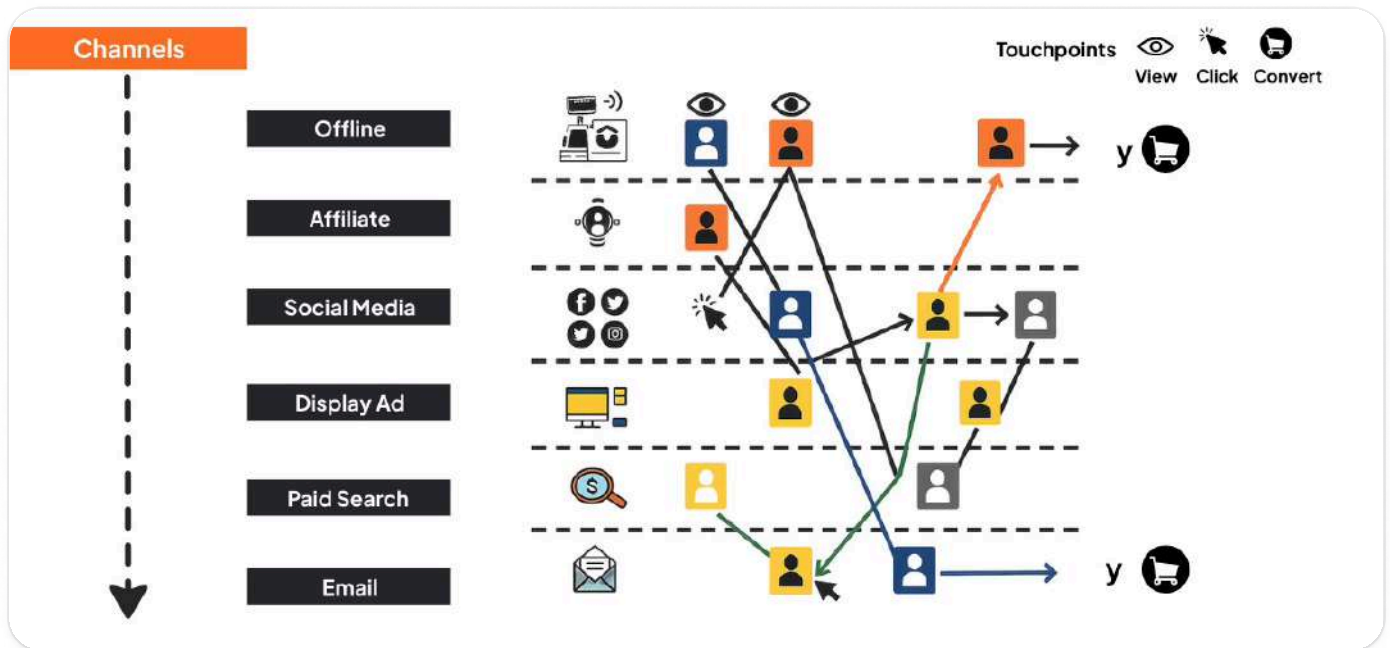 Channels
Touchpoints
View Click Convert
Offline
y
Affiliate
Social Media
Display Ad
Paid Search
$
Email
y